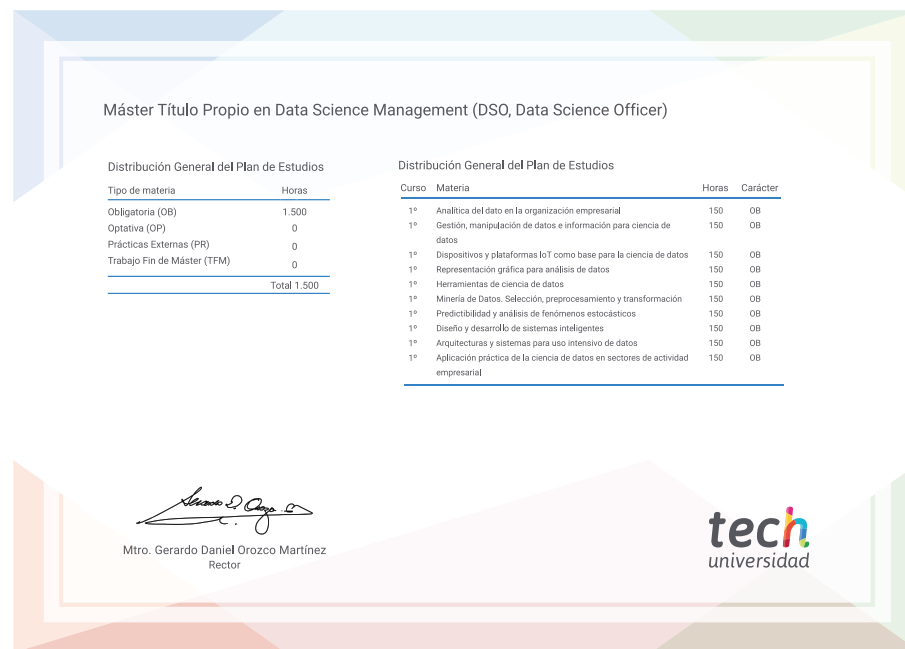 Máster Título Propio en Data Science Management (DSO, Data Science Officer)
Distribución General del Plan de Estudios
Tipo de materia Horas
Obligatoria (OB) 1.500
Optativa (OP) 0
Prácticas Externas (PR) 0
Trabajo Fin de Máster (TFM) 0
Total 1.500
Distribución General del Plan de Estudios
Curso Materia Horas Carácter
1º Analítica del dato en la organización empresarial 150 OB
1º Gestión, manipulación de datos e información para ciencia de 150 OB
datos
1º Dispositivos y plataformas IoT como base para la ciencia de datos 150 OB
1º Representación gráfica para análisis de datos 150 OB
1º Herramientas de ciencia de datos 150 OB
1º Minería de Datos. Selección, preprocesamiento y transformación 150 OB
1º Predictibilidad y análisis de fenómenos estocásticos 150 OB
1º Diseño y desarrollo de sistemas inteligentes 150 OB
1º Arquitecturas y sistemas para uso intensivo de datos 150 OB
1º Aplicación práctica de la ciencia de datos en sectores de actividad 150 OB
empresarial
Mtro. Gerardo Daniel Orozco Martínez
Rector
tech
universidad